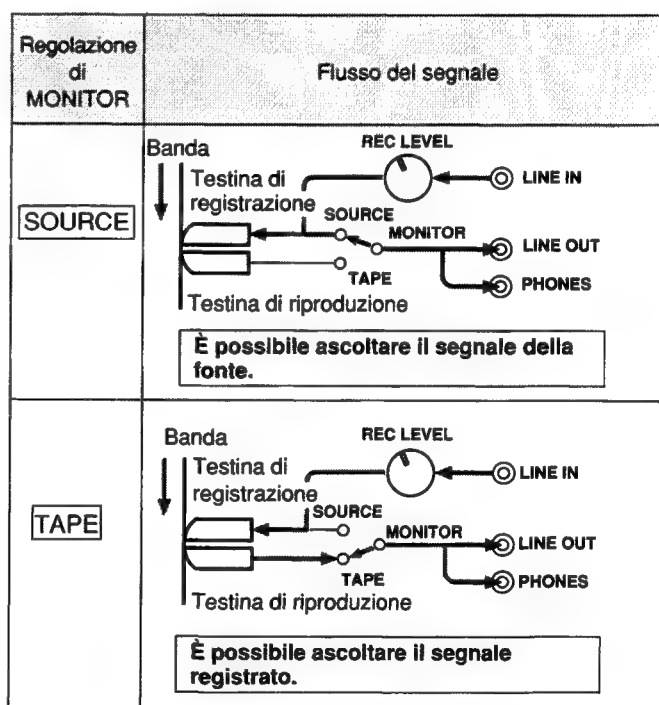 Regolazione
di
MONITOR
Flusso del segnale
SOURCE
Banda
REC LEVEL
Testina di
registrazione
LINE IN
SOURCE
MONITOR
LINE OUT
TAPE
PHONES
Testina di riproduzione
È possibile ascoltare il segnale della
fonte.
TAPE
Banda
REC LEVEL
Testina di
registrazione
LINE IN
SOURCE
MONITOR
LINE OUT
TAPE
PHONES
Testina di riproduzione
È possibile ascoltare il segnale
registrato.